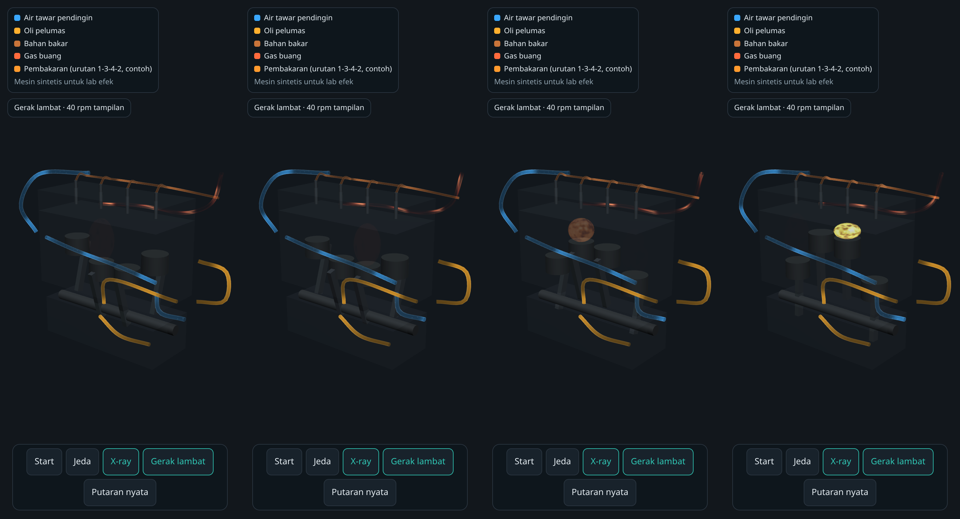 Air tawar pendingin
Oli pelumas
Bahan bakar
Gas buang
Pembakaran (urutan 1-3-4-2, contoh)
Mesin sintetis untuk lab efek
Gerak lambat · 40 rpm tampilan
Start
Jeda
X-ray
Gerak lambat
Putaran nyata
Air tawar pendingin
Oli pelumas
Bahan bakar
Gas buang
Pembakaran (urutan 1-3-4-2, contoh)
Mesin sintetis untuk lab efek
Gerak lambat · 40 rpm tampilan
Start
Jeda
X-ray
Gerak lambat
Putaran nyata
Air tawar pendingin
Oli pelumas
Bahan bakar
Gas buang
Pembakaran (urutan 1-3-4-2, contoh)
Mesin sintetis untuk lab efek
Gerak lambat · 40 rpm tampilan
Start
Jeda
X-ray
Gerak lambat
Putaran nyata
Air tawar pendingin
Oli pelumas
Bahan bakar
Gas buang
Pembakaran (urutan 1-3-4-2, contoh)
Mesin sintetis untuk lab efek
Gerak lambat · 40 rpm tampilan
Start
Jeda
X-ray
Gerak lambat
Putaran nyata